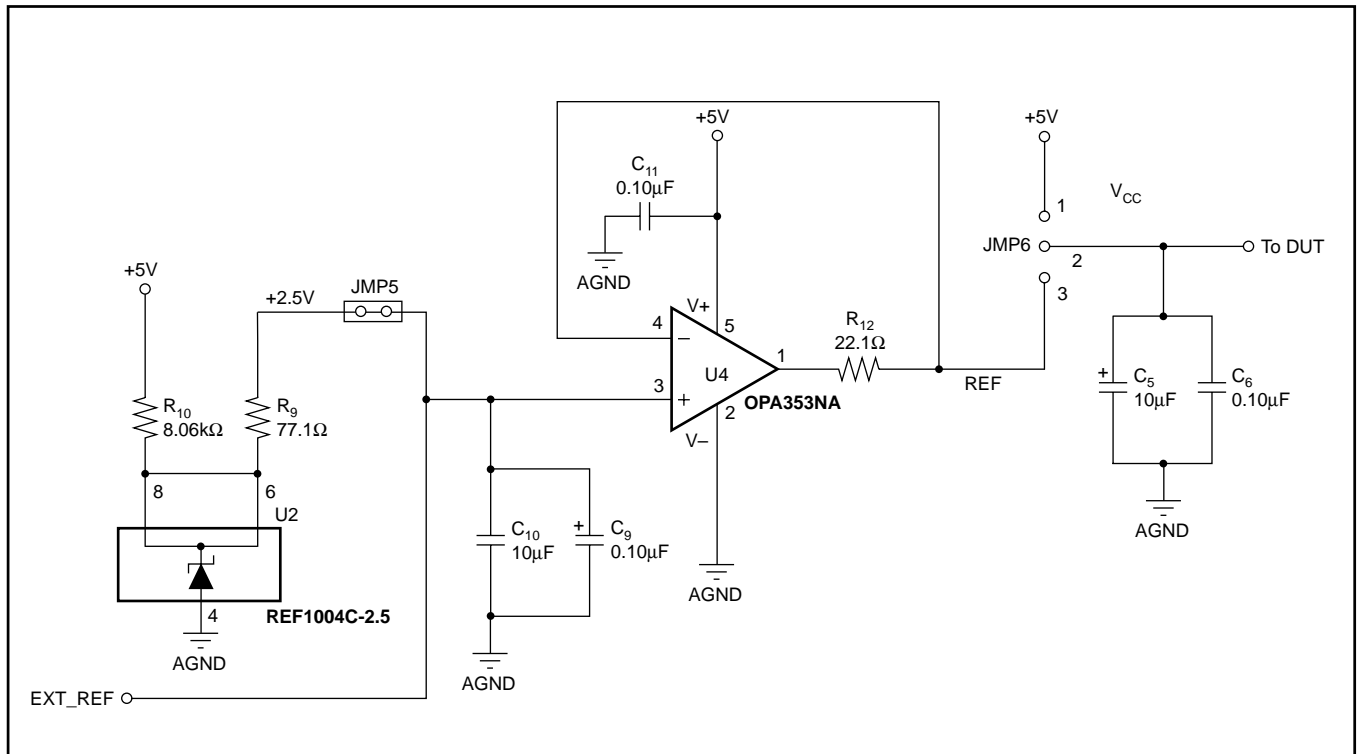 +5V
R10
8.06kΩ
+2.5V
R9
77.1Ω
JMP5
8
6
U2
4
REF1004C-2.5
AGND
EXT_REF
C10
10µF
+
C9
0.10µF
AGND
C11
0.10µF
AGND
+5V
V+
5
4
–
3
+
U4
1
OPA353NA
2
V–
AGND
R12
22.1Ω
REF
+5V
VCC
1
JMP6
2
3
To DUT
+
C5
10µF
C6
0.10µF
AGND